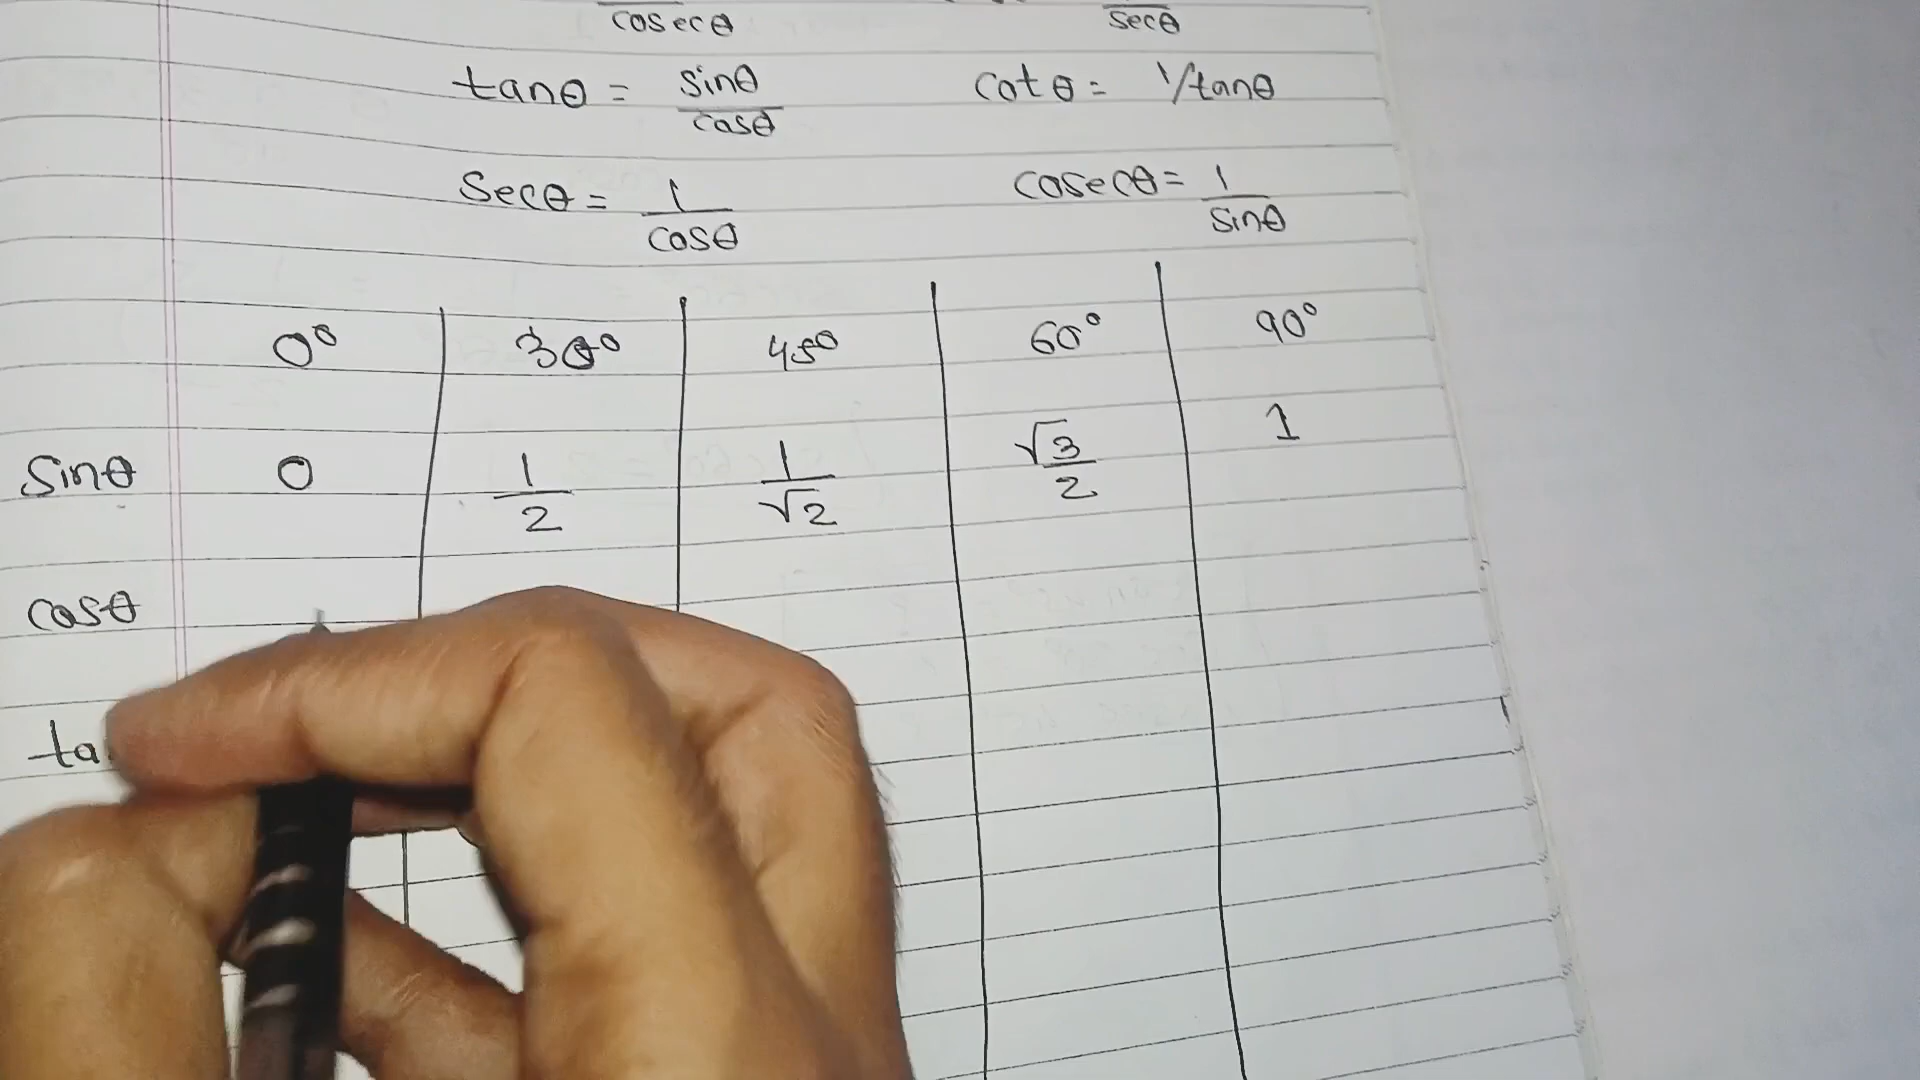 cosecθ secθ
tanθ = sinθ/cosθ cotθ = 1/tanθ
secθ = 1/cosθ cosecθ = 1/sinθ
0° 30° 45° 60° 90°
sinθ 0 1/2 1/√2 √3/2 1
cosθ
ta